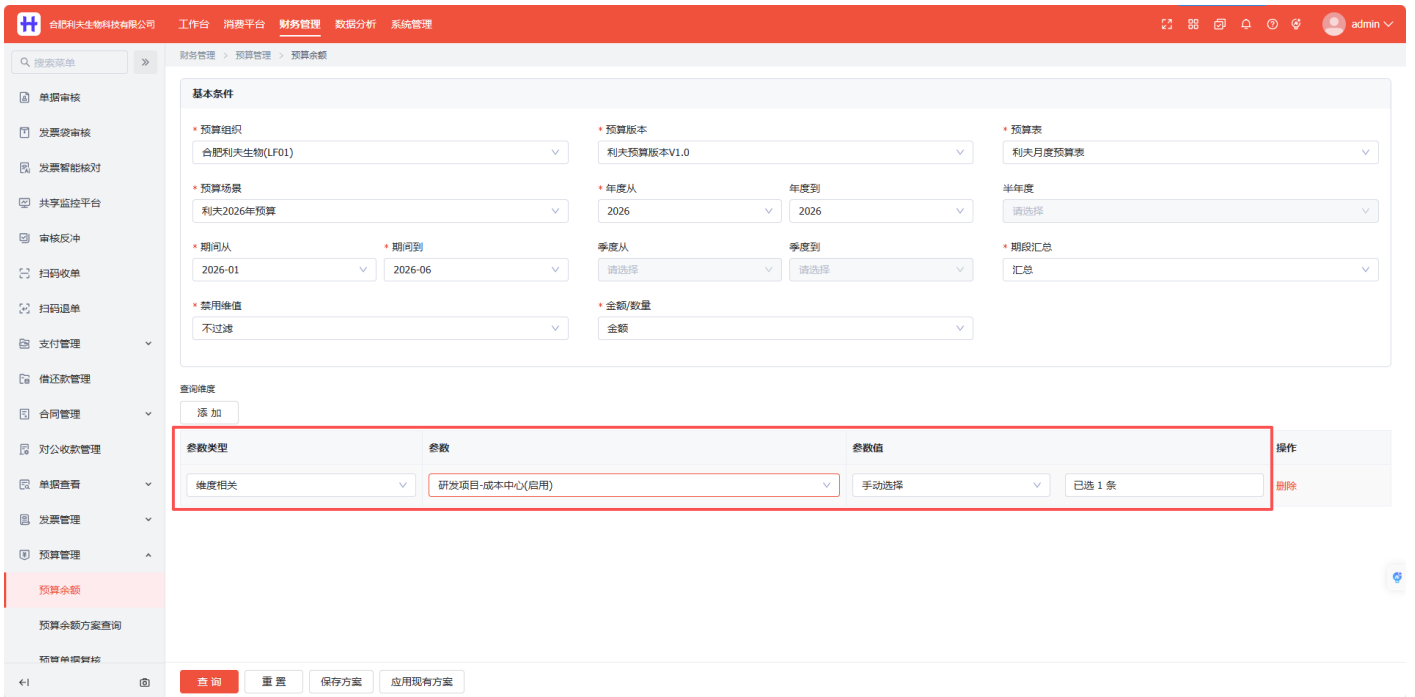 合肥利夫生物科技有限公司 工作台 消费平台 财务管理 数据分析 系统管理 admin
搜索菜单
财务管理 > 预算管理 > 预算余额
单据审核
发票袋审核
发票智能核对
共享监控平台
审核反冲
扫码收单
扫码退单
支付管理
借还款管理
合同管理
对公收款管理
单据查看
发票管理
预算管理
预算余额
预算余额方案查询
预算单据复核
基本条件
* 预算组织 * 预算版本 * 预算表
合肥利夫生物(LF01) 利夫预算版本V1.0 利夫月度预算表
* 预算场景 * 年度从 年度到 半年度
利夫2026年预算 2026 2026 请选择
* 期间从 * 期间到 季度从 季度到 * 期段汇总
2026-01 2026-06 请选择 请选择 汇总
* 禁用维值 * 金额/数量
不过滤 金额
查询维度
添 加
参数类型 参数 参数值 操作
维度相关 研发项目-成本中心(启用) 手动选择 已选 1 条 删除
查 询 重 置 保存方案 应用现有方案